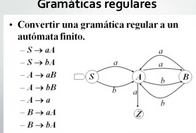 Gramáticas regulares
• Convertir una gramática regular a un
autómata finito.
– S → aA
– S → bA
– A → aB
– A → bB
– A → a
– B → aA
– B → bA
S
A
B
Z
a
b
a
a
b
b
a